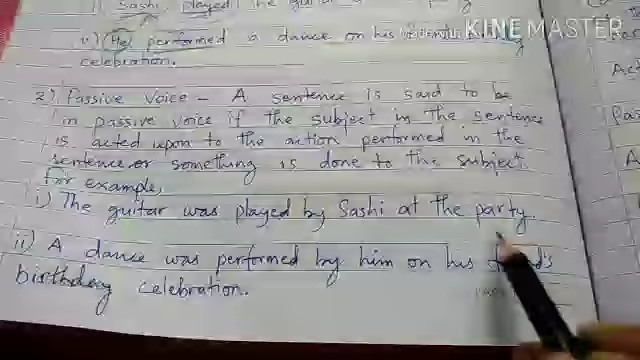 i) Sashi played the guitar at party
v) He performed a dance on his
KINEMASTER
celebration.
2) Passive Voice - A sentence is said to be
in passive voice if the subject in the sentence
is acted upon to the action performed in the
sentence or something is done to the subject.
for example,
i) The guitar was played by Sashi at the party.
ii) A dance was performed by him on his
birthday celebration.
Act
Pas
A